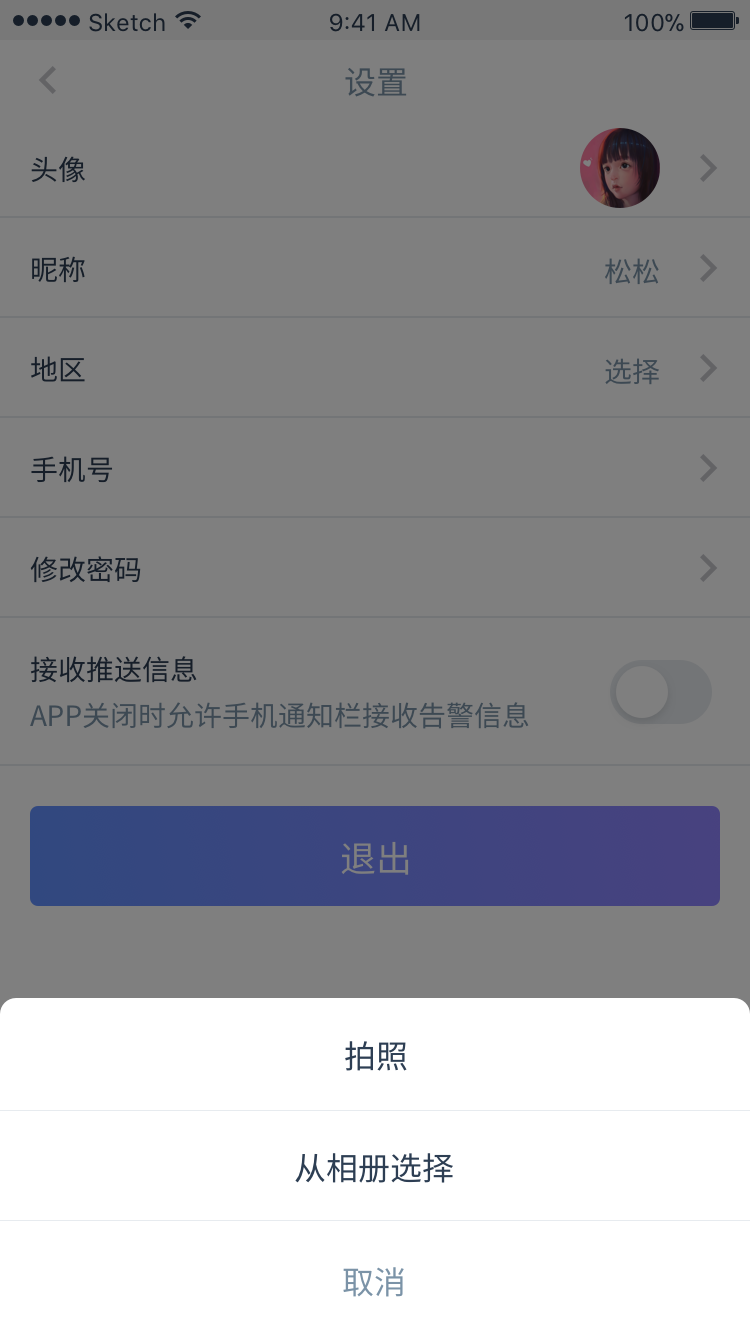 Sketch 9:41 AM 100%
设置
头像
昵称 松松
地区 选择
手机号
修改密码
接收推送信息
APP关闭时允许手机通知栏接收告警信息
退出
拍照
从相册选择
取消